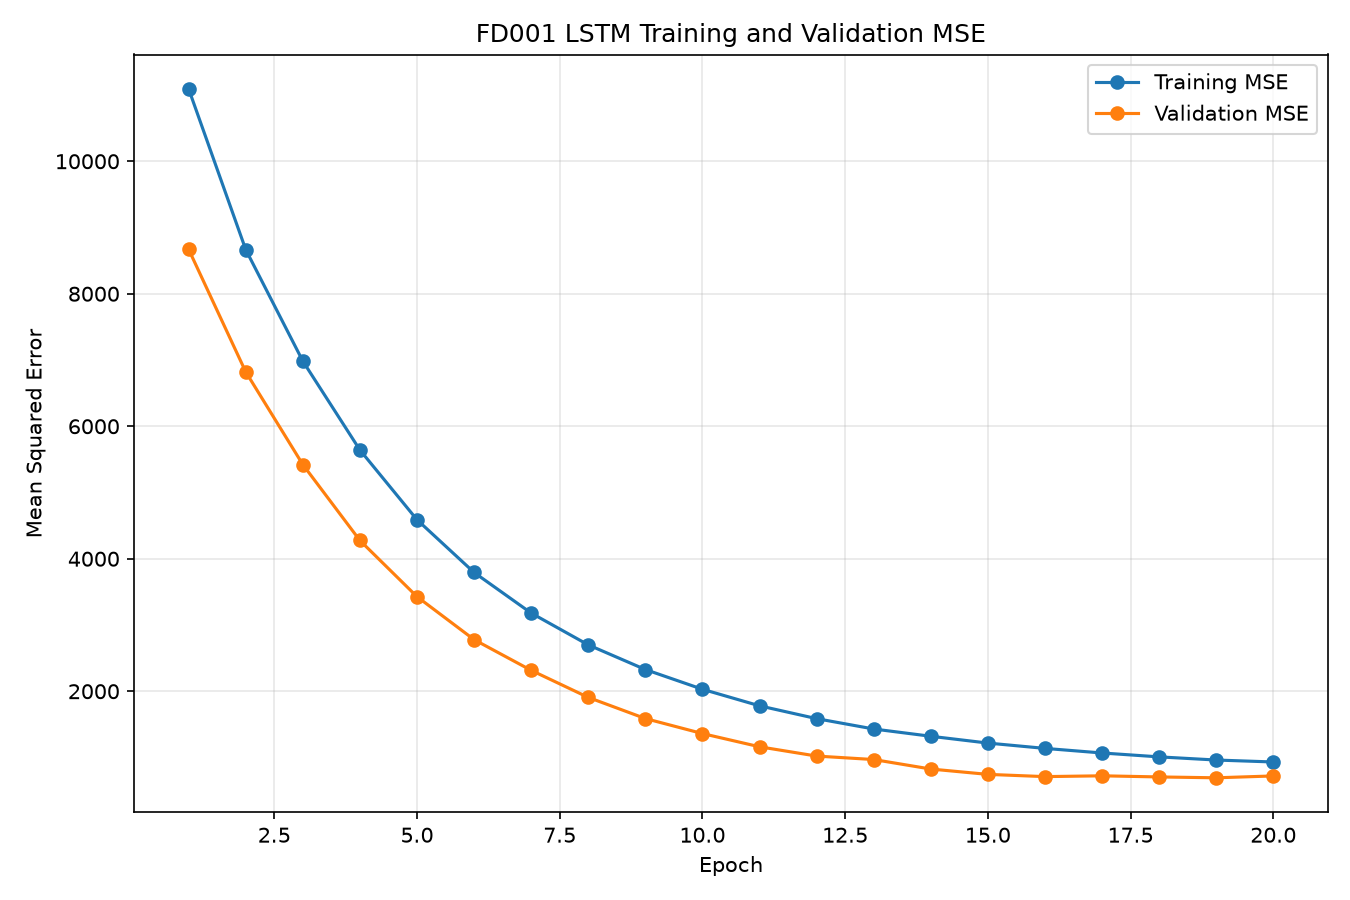 FD001 LSTM Training and Validation MSE
Training MSE
Validation MSE
Mean Squared Error
10000
8000
6000
4000
2000
2.5 5.0 7.5 10.0 12.5 15.0 17.5 20.0
Epoch